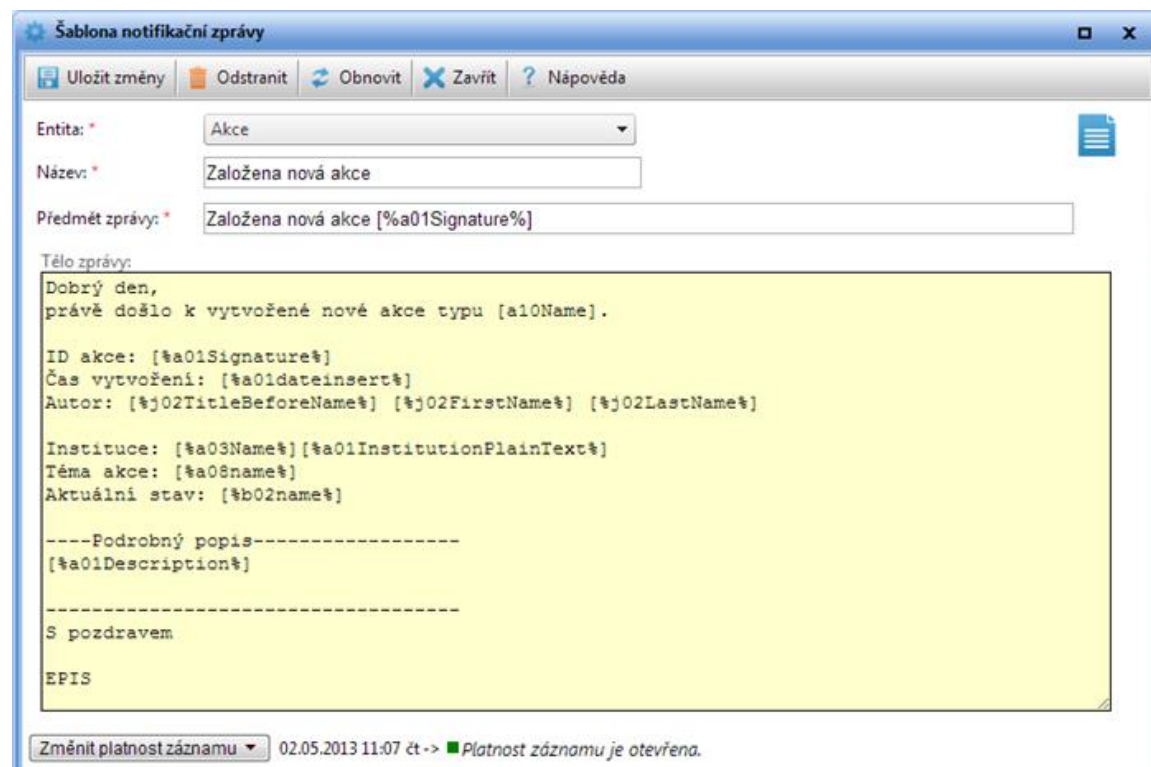 Šablona notifikační zprávy
Uložit změny Odstranit Obnovit Zavřít ? Nápověda
Entita: * Akce
Název: * Založena nová akce
Předmět zprávy: * Založena nová akce [%a01Signature%]
Tělo zprávy:
Dobrý den,
právě došlo k vytvořené nové akce typu [a10Name].
ID akce: [%a01Signature%]
Čas vytvoření: [%a01dateinsert%]
Autor: [%j02TitleBeforeName%] [%j02FirstName%] [%j02LastName%]
Instituce: [%a03Name%][%a01InstitutionPlainText%]
Téma akce: [%a08name%]
Aktuální stav: [%b02name%]
----Podrobný popis------------------
[%a01Description%]
------------------------------------
S pozdravem
EPIS
Změnit platnost záznamu 02.05.2013 11:07 čt -> Platnost záznamu je otevřena.